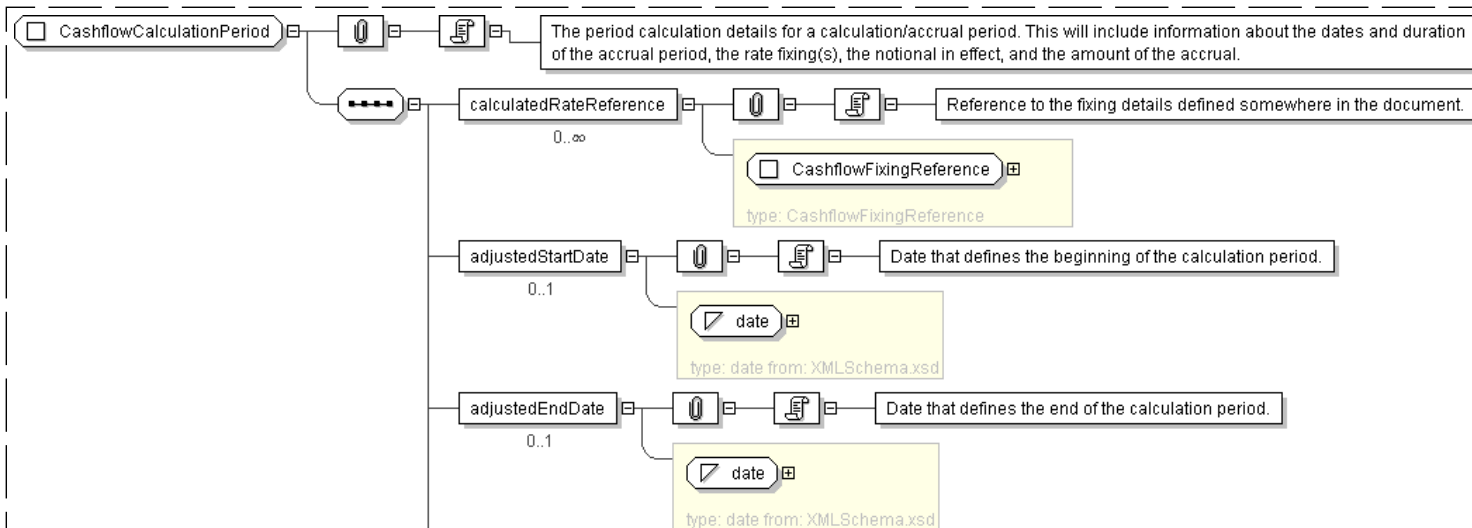 CashflowCalculationPeriod
The period calculation details for a calculation/accrual period. This will include information about the dates and duration
of the accrual period, the rate fixing(s), the notional in effect, and the amount of the accrual.
calculatedRateReference
Reference to the fixing details defined somewhere in the document.
0..∞
CashflowFixingReference
type: CashflowFixingReference
adjustedStartDate
Date that defines the beginning of the calculation period.
0..1
date
type: date from: XMLSchema.xsd
adjustedEndDate
Date that defines the end of the calculation period.
0..1
date
type: date from: XMLSchema.xsd